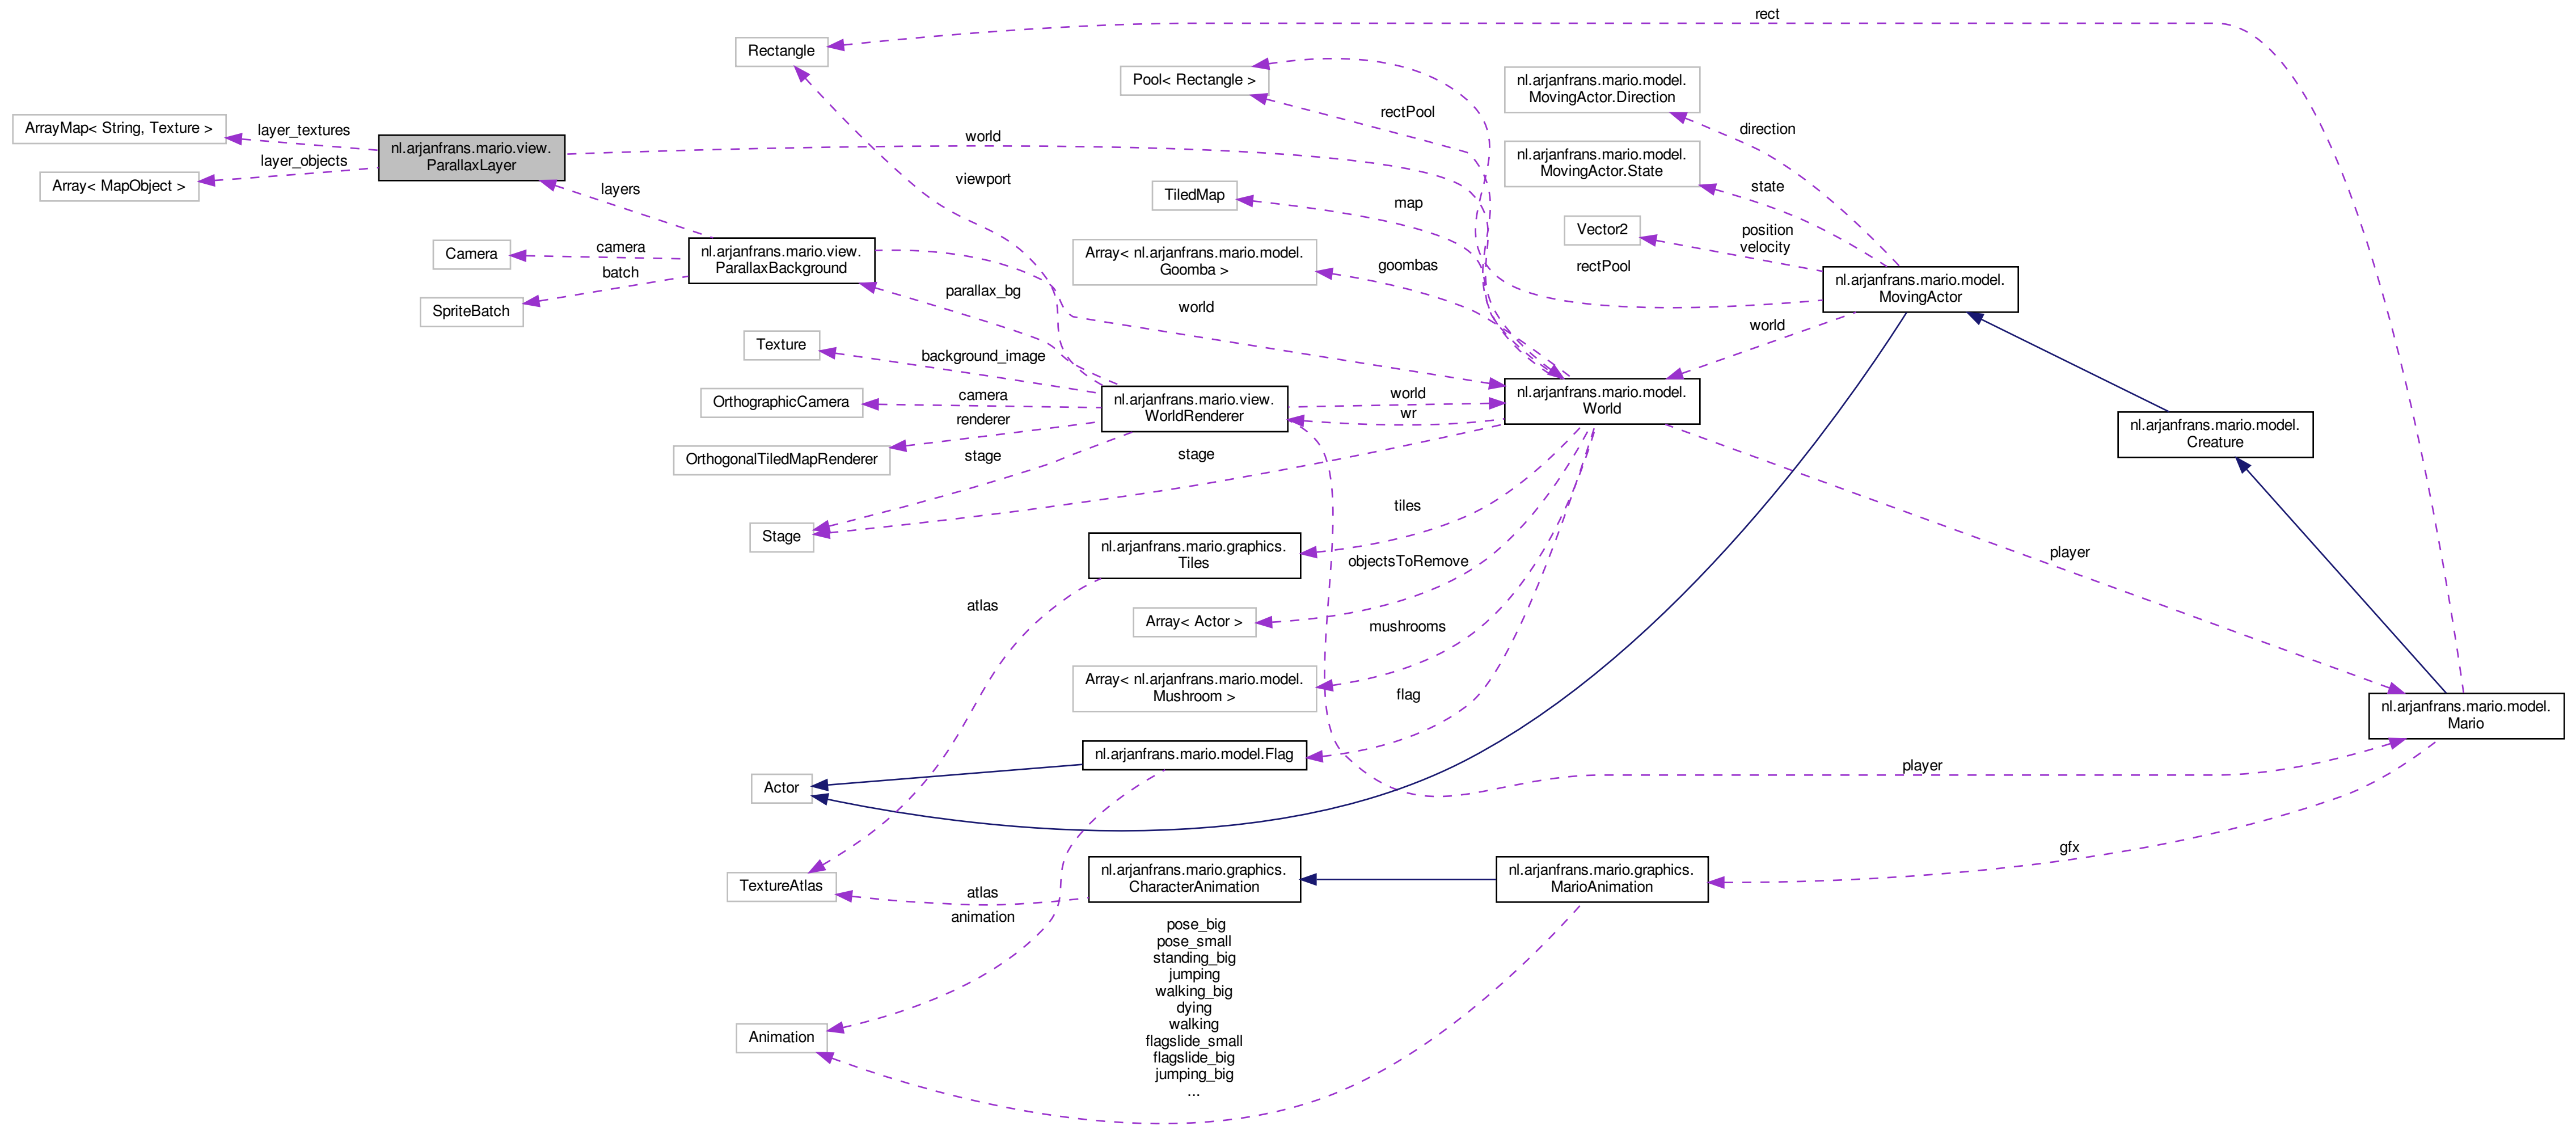 rect
Rectangle
Pool< Rectangle >
nl.arjanfrans.mario.model.
MovingActor.Direction
rectPool
ArrayMap< String, Texture >
layer_textures
direction
world
nl.arjanfrans.mario.view.
ParallaxLayer
layer_objects
nl.arjanfrans.mario.model.
MovingActor.State
Array< MapObject >
viewport
state
layers
TiledMap
map
Vector2
position
velocity
Camera
camera
nl.arjanfrans.mario.view.
ParallaxBackground
Array< nl.arjanfrans.mario.model.
Goomba >
goombas
rectPool
batch
nl.arjanfrans.mario.model.
MovingActor
parallax_bg
SpriteBatch
world
world
Texture
background_image
OrthographicCamera
camera
nl.arjanfrans.mario.view.
WorldRenderer
world
wr
nl.arjanfrans.mario.model.
World
renderer
nl.arjanfrans.mario.model.
Creature
OrthogonalTiledMapRenderer
stage
stage
tiles
Stage
nl.arjanfrans.mario.graphics.
Tiles
player
objectsToRemove
atlas
Array< Actor >
mushrooms
Array< nl.arjanfrans.mario.model.
Mushroom >
flag
nl.arjanfrans.mario.model.
Mario
nl.arjanfrans.mario.model.Flag
player
Actor
gfx
nl.arjanfrans.mario.graphics.
CharacterAnimation
nl.arjanfrans.mario.graphics.
MarioAnimation
TextureAtlas
atlas
animation
pose_big
pose_small
standing_big
jumping
walking_big
dying
walking
flagslide_small
flagslide_big
jumping_big
...
Animation